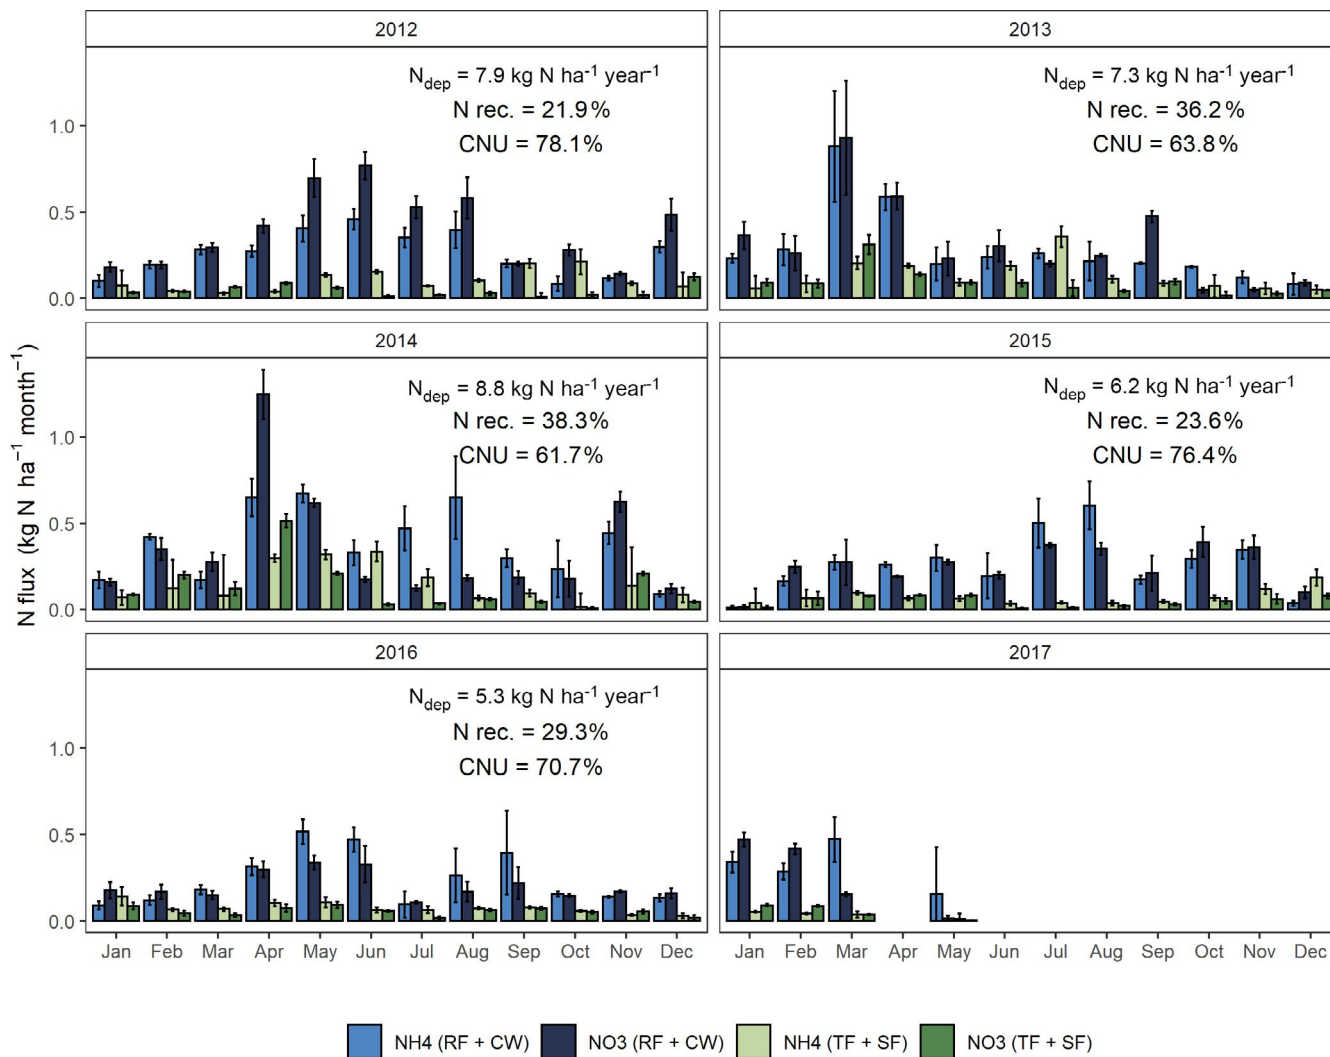 2012
2013
N flux (kg N ha⁻¹ month⁻¹)
1.0
0.5
0.0
N_dep = 7.9 kg N ha⁻¹ year⁻¹
N rec. = 21.9%
CNU = 78.1%
N_dep = 7.3 kg N ha⁻¹ year⁻¹
N rec. = 36.2%
CNU = 63.8%
2014
2015
1.0
0.5
0.0
N_dep = 8.8 kg N ha⁻¹ year⁻¹
N rec. = 38.3%
CNU = 61.7%
N_dep = 6.2 kg N ha⁻¹ year⁻¹
N rec. = 23.6%
CNU = 76.4%
2016
2017
1.0
0.5
0.0
N_dep = 5.3 kg N ha⁻¹ year⁻¹
N rec. = 29.3%
CNU = 70.7%
Jan Feb Mar Apr May Jun Jul Aug Sep Oct Nov Dec
Jan Feb Mar Apr May Jun Jul Aug Sep Oct Nov Dec
NH4 (RF + CW) NO3 (RF + CW) NH4 (TF + SF) NO3 (TF + SF)